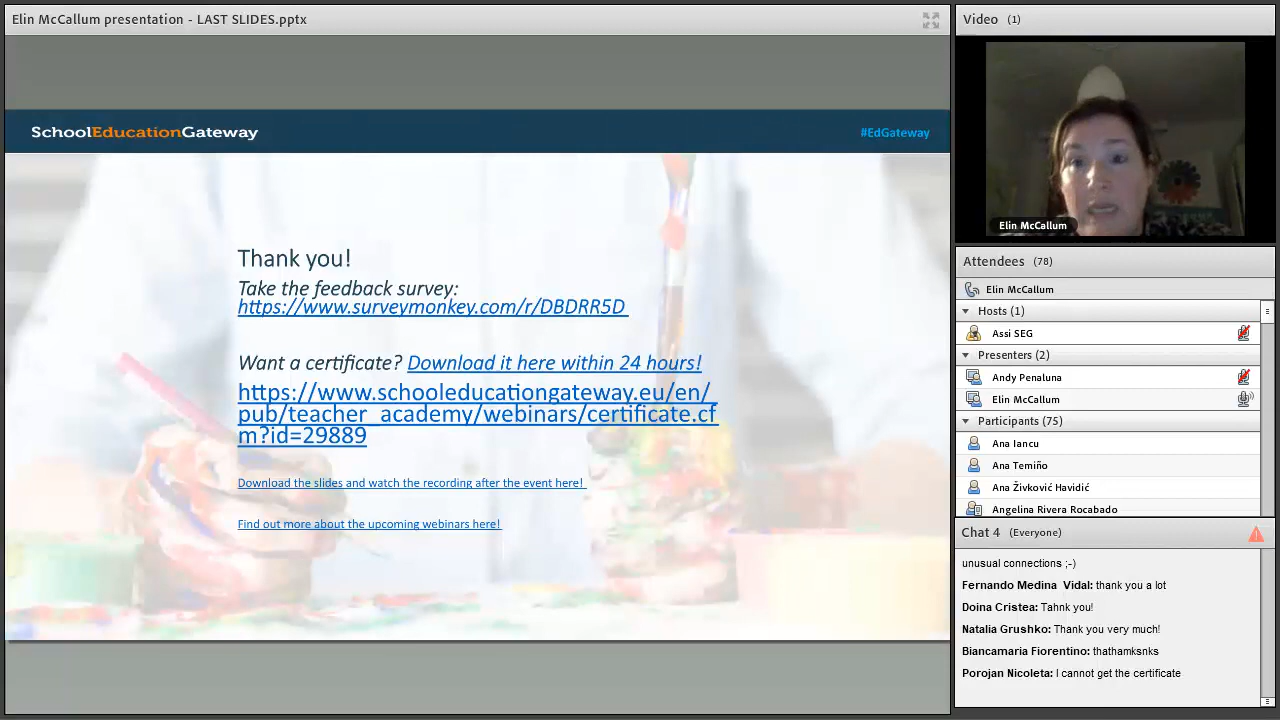 Elin McCallum presentation - LAST SLIDES.pptx
SchoolEducationGateway
#EdGateway
Thank you!
Take the feedback survey:
https://www.surveymonkey.com/r/DBDRR5D
Want a certificate? Download it here within 24 hours!
https://www.schooleducationgateway.eu/en/
pub/teacher_academy/webinars/certificate.cf
m?id=29889
Download the slides and watch the recording after the event here!
Find out more about the upcoming webinars here!
Video (1)
Elin McCallum
Attendees (78)
Elin McCallum
Hosts (1)
Assi SEG
Presenters (2)
Andy Penaluna
Elin McCallum
Participants (75)
Ana Iancu
Ana Temiño
Ana Živković Havidić
Angelina Rivera Rocabado
Chat 4 (Everyone)
unusual connections ;-)
Fernando Medina Vidal: thank you a lot
Doina Cristea: Tahnk you!
Natalia Grushko: Thank you very much!
Biancamaria Fiorentino: thathamksnks
Porojan Nicoleta: I cannot get the certificate